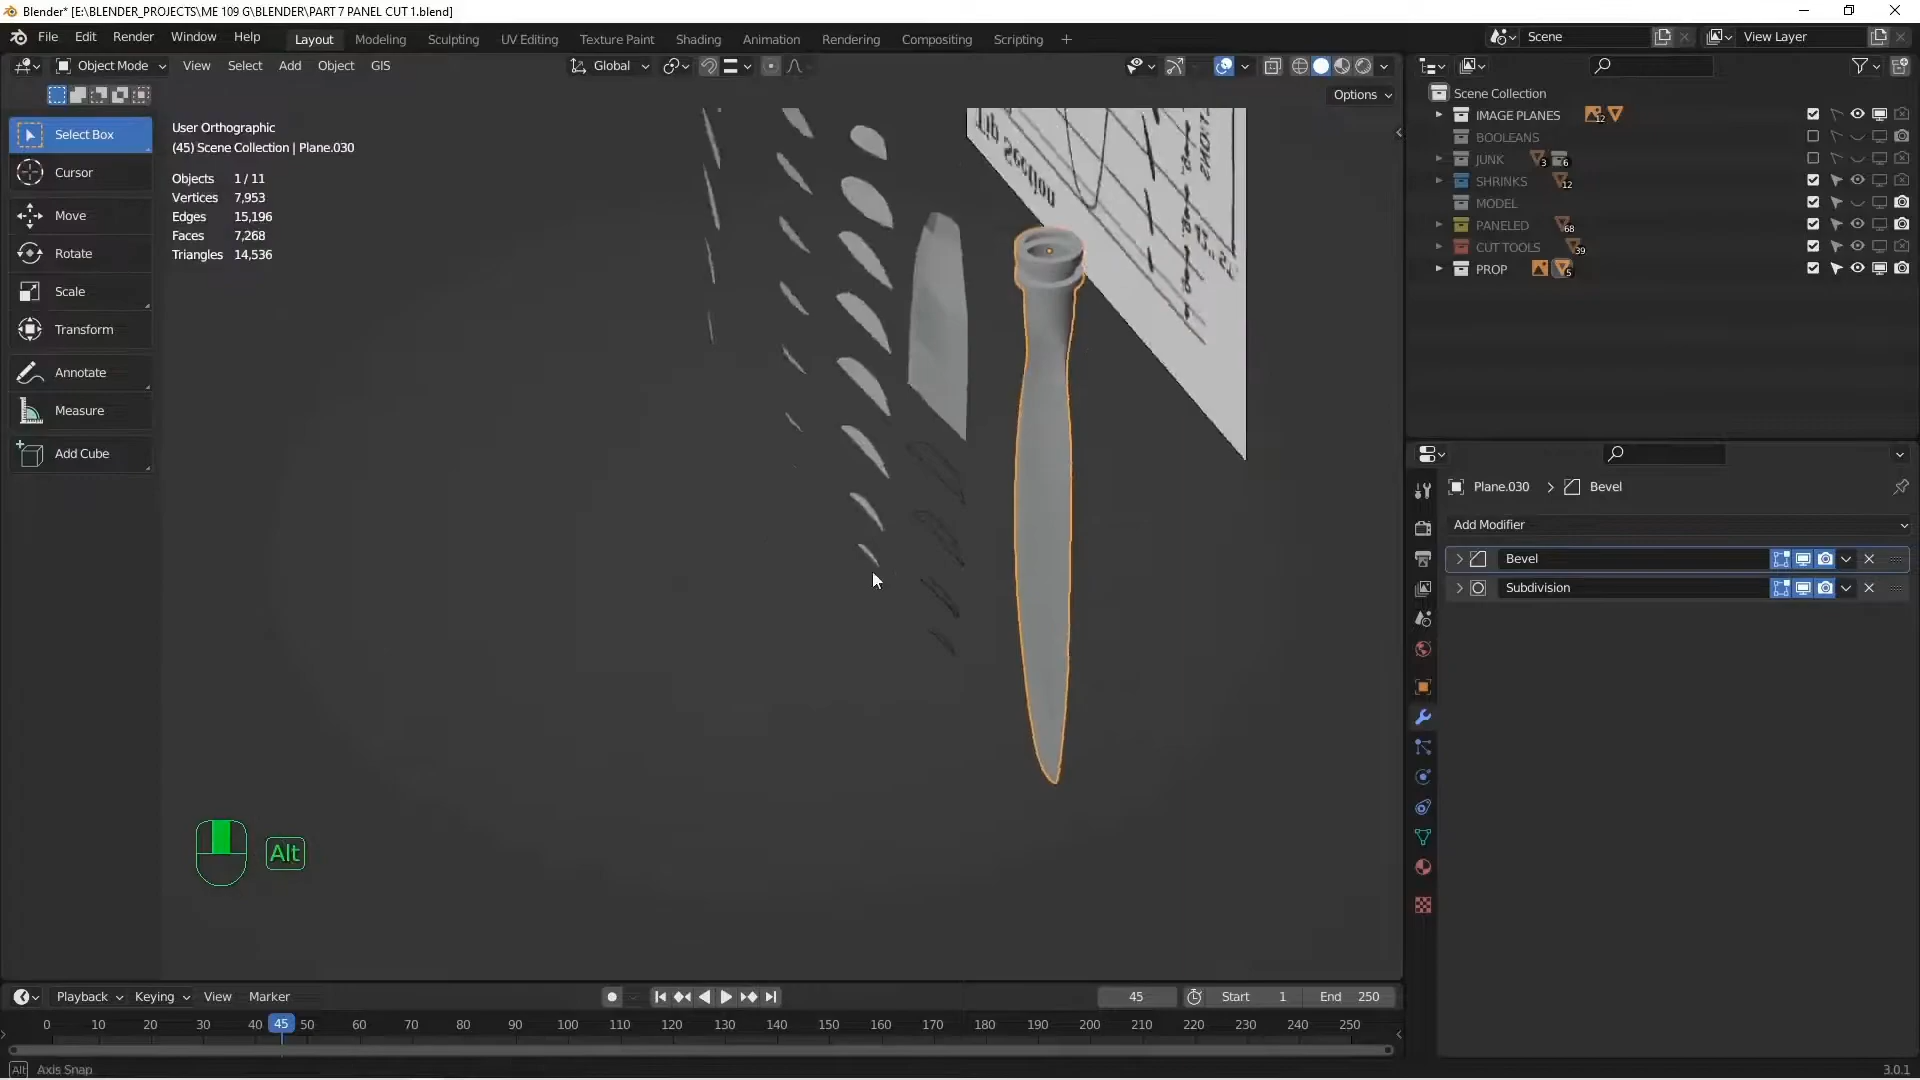 Blender* [E:\BLENDER_PROJECTS\ME 109 G\BLENDER\PART 7 PANEL CUT 1.blend]
File Edit Render Window Help Layout Modeling Sculpting UV Editing Texture Paint Shading Animation Rendering Compositing Scripting + Scene View Layer
Object Mode View Select Add Object GIS Global
Options
Select Box
Cursor
Move
Rotate
Scale
Transform
Annotate
Measure
Add Cube
User Orthographic
(45) Scene Collection | Plane.030
Objects 1 / 11
Vertices 7,953
Edges 15,196
Faces 7,268
Triangles 14,536
Alt
Scene Collection
IMAGE PLANES 12
BOOLEANS
JUNK 3 6
SHRINKS 12
MODEL
PANELED 68
CUT TOOLS 39
PROP 5
Plane.030 > Bevel
Add Modifier
Bevel
Subdivision
Playback Keying View Marker 45 Start 1 End 250
0 10 20 30 40 45 50 60 70 80 90 100 110 120 130 140 150 160 170 180 190 200 210 220 230 240 250
Alt Axis Snap 3.0.1